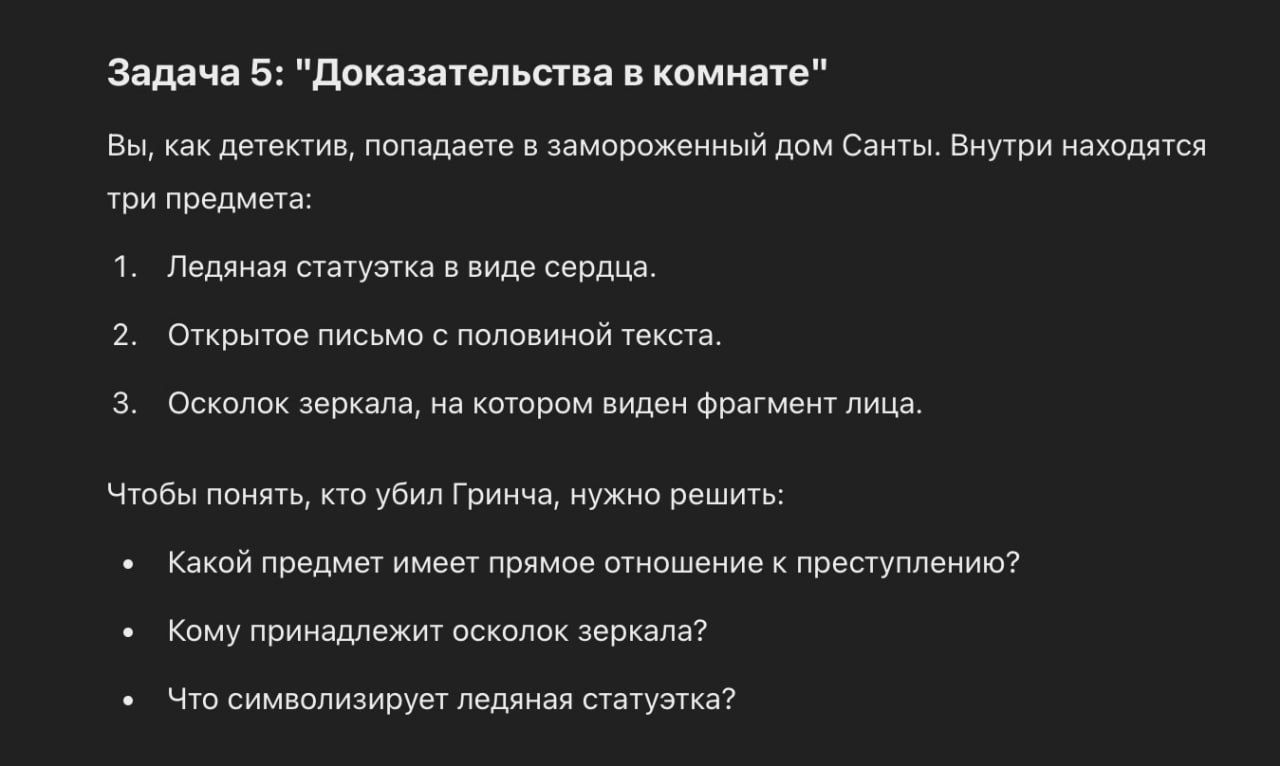 Задача 5: "Доказательства в комнате"
Вы, как детектив, попадаете в замороженный дом Санты. Внутри находятся
три предмета:
1. Ледяная статуэтка в виде сердца.
2. Открытое письмо с половиной текста.
3. Осколок зеркала, на котором виден фрагмент лица.
Чтобы понять, кто убил Гринча, нужно решить:
• Какой предмет имеет прямое отношение к преступлению?
• Кому принадлежит осколок зеркала?
• Что символизирует ледяная статуэтка?